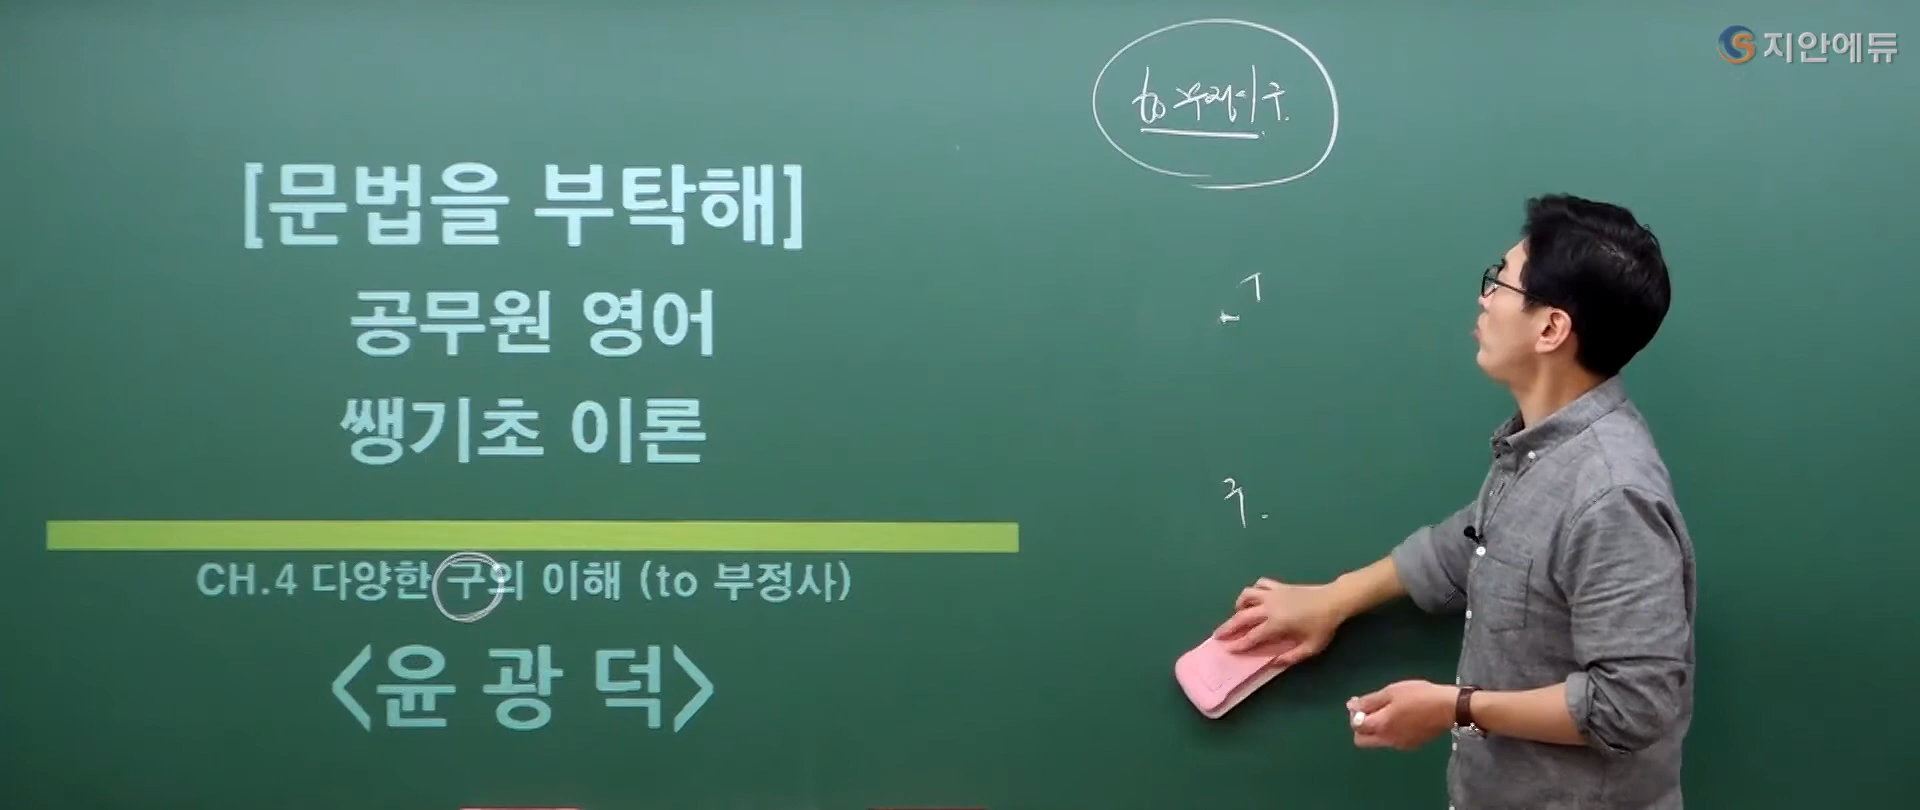 지안에듀
to 부정사구.
[문법을 부탁해]
공무원 영어
쌩기초 이론
구.
CH.4 다양한 구의 이해 (to 부정사)
<윤광덕>